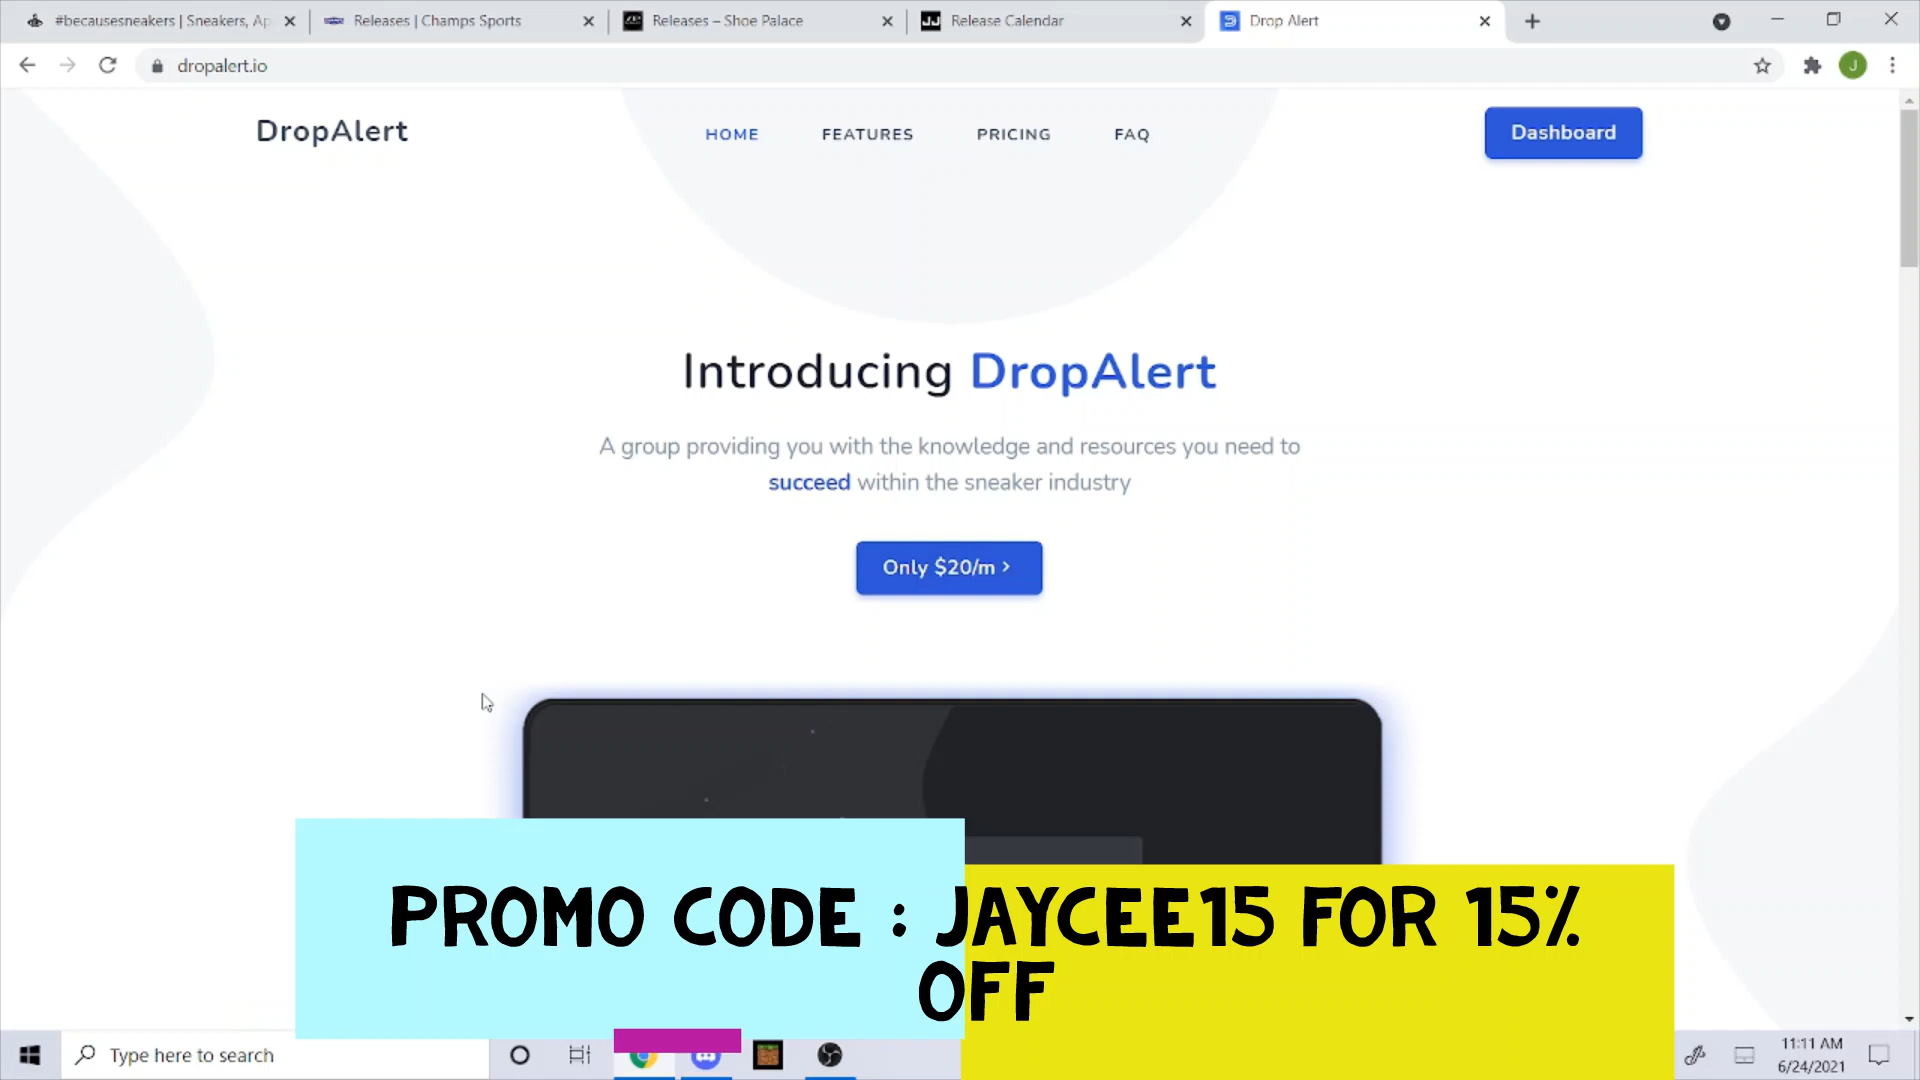 #becausesneakers | Sneakers, Ap
Releases | Champs Sports
Releases – Shoe Palace
Release Calendar
Drop Alert
dropalert.io
J
DropAlert
HOME
FEATURES
PRICING
FAQ
Dashboard
Introducing DropAlert
A group providing you with the knowledge and resources you need to
succeed within the sneaker industry
Only $20/m >
PROMO CODE : JAYCEE15 FOR 15%
OFF
Type here to search
11:11 AM
6/24/2021